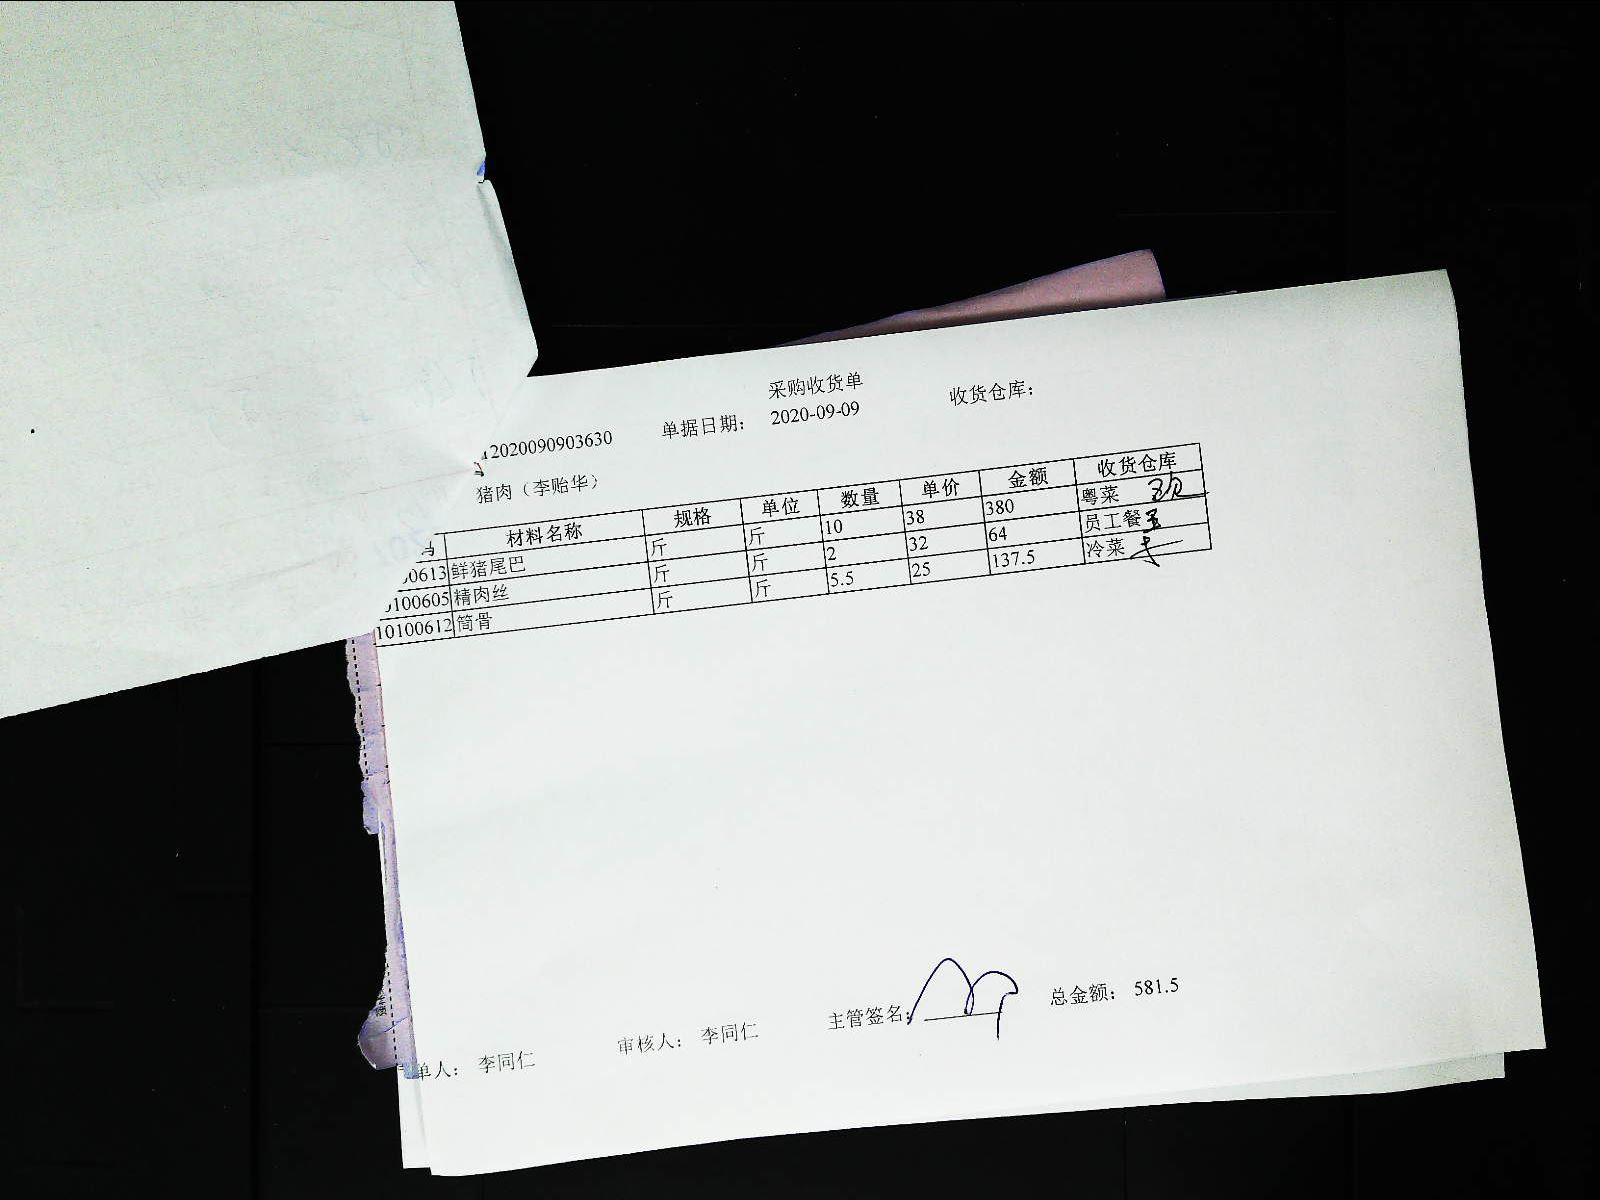 采购收货单
12020090903630 单据日期： 2020-09-09 收货仓库：
猪肉（李贻华）
材料名称 规格 单位 数量 单价 金额 收货仓库
0613 鲜猪尾巴 斤 斤 10 38 380 粤菜
0100605 精肉丝 斤 斤 2 32 64 员工餐
10100612 筒骨 斤 斤 5.5 25 137.5 冷菜
单人： 李同仁 审核人： 李同仁 主管签名： 总金额： 581.5